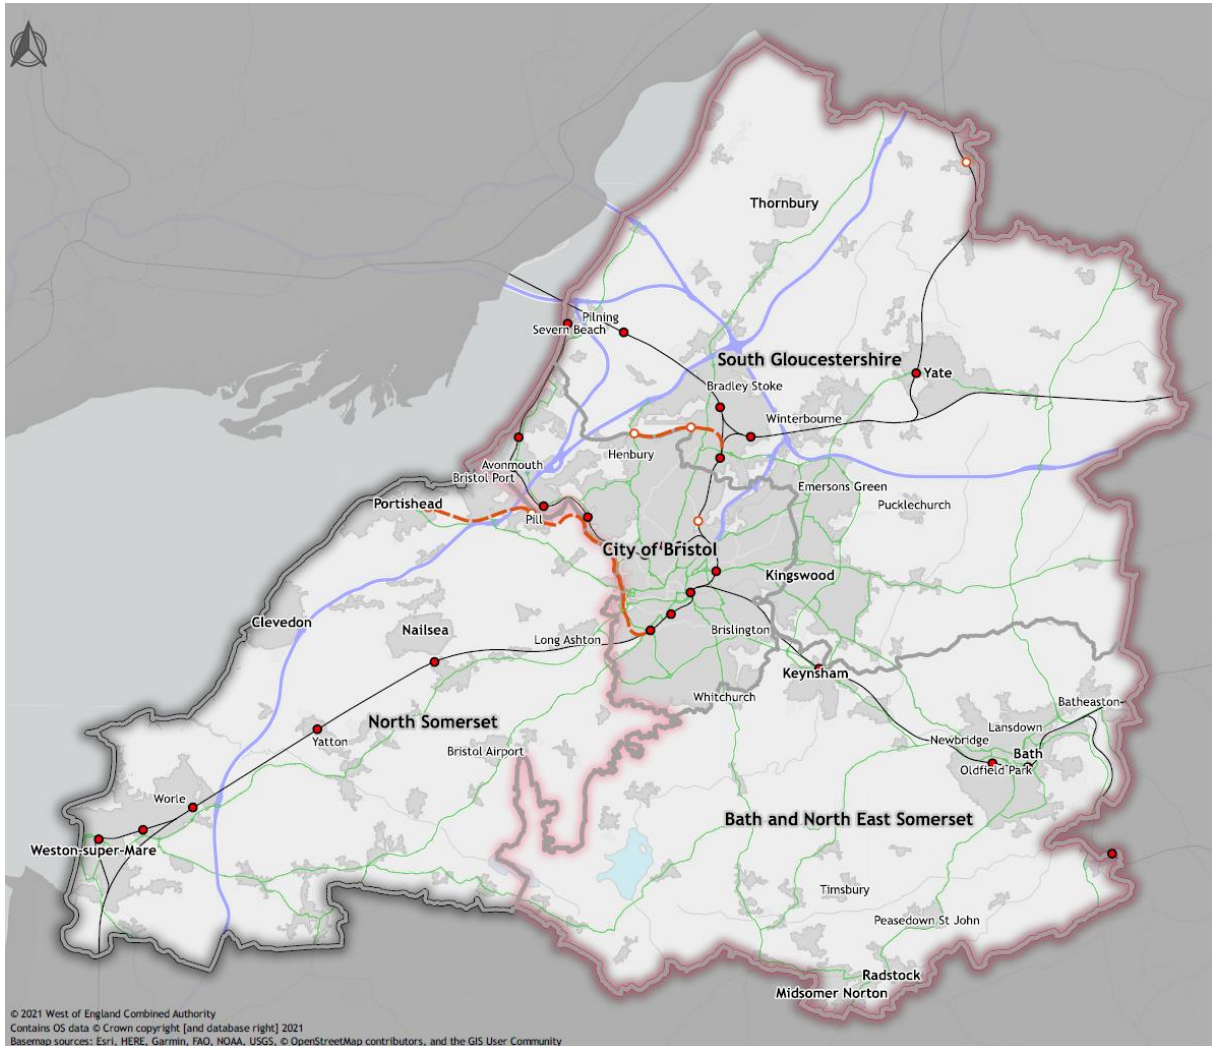 Thornbury
Pilning
Severn Beach
South Gloucestershire
Yate
Bradley Stoke
Winterbourne
Henbury
Avonmouth
Bristol Port
Emersons Green
Portishead
Pucklechurch
Pill
City of Bristol
Kingswood
Clevedon
Nailsea
Long Ashton
Brislington
Keynsham
Whitchurch
Batheaston
North Somerset
Lansdown
Yatton
Newbridge
Bristol Airport
Bath
Oldfield Park
Worle
Bath and North East Somerset
Weston-super-Mare
Timsbury
Peasedown St John
Radstock
Midsomer Norton
© 2021 West of England Combined Authority
Contains OS data © Crown copyright [and database right] 2021
Basemap sources: Esri, HERE, Garmin, FAO, NOAA, USGS, © OpenStreetMap contributors, and the GIS User Community